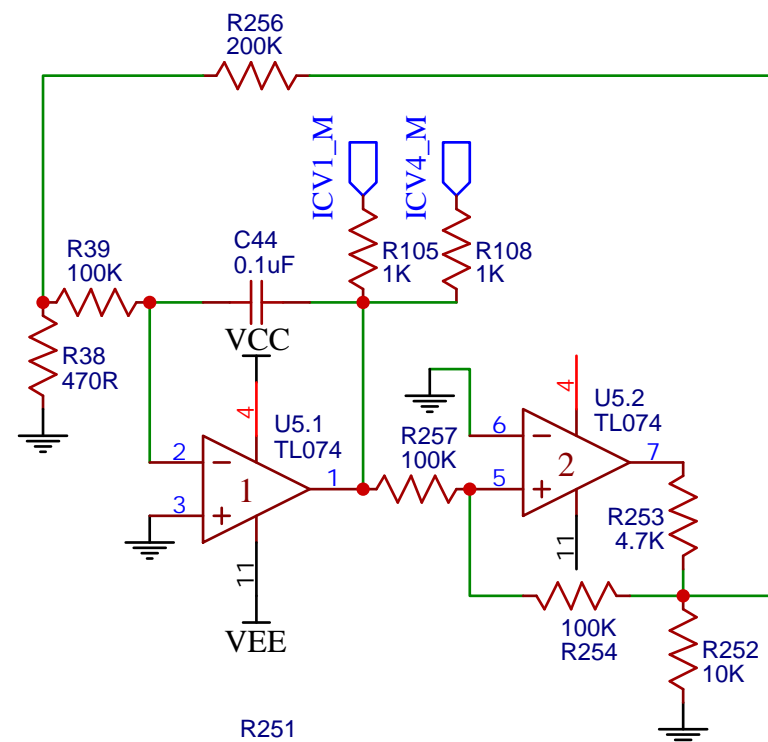 R256
200K
ICV1_M
ICV4_M
R39
100K
C44
0.1uF
R105
1K
R108
1K
VCC
R38
470R
4
U5.1
TL074
2
3
1
1
11
VEE
R257
100K
4
U5.2
TL074
6
5
2
7
11
R253
4.7K
100K
R254
R252
10K
R251